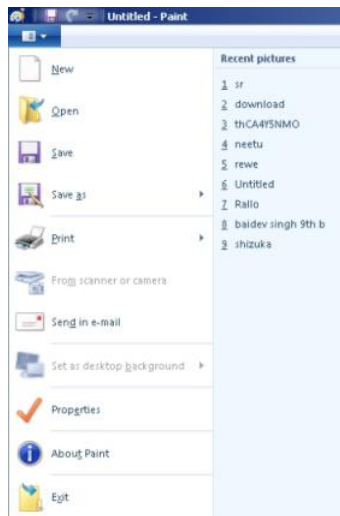 Untitled - Paint
New
Open
Save
Save as
Print
From scanner or camera
Send in e-mail
Set as desktop background
Properties
About Paint
Exit
Recent pictures
1 sr
2 download
3 thCA4Y5NMO
4 neetu
5 rewe
6 Untitled
7 Rallo
8 baidev singh 9th b
9 shizuka